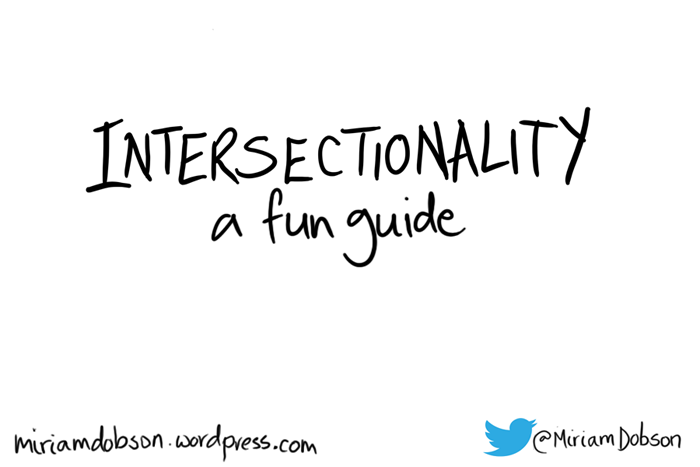 INTERSECTIONALITY
a fun guide
miriamdobson.wordpress.com
@MiriamDobson